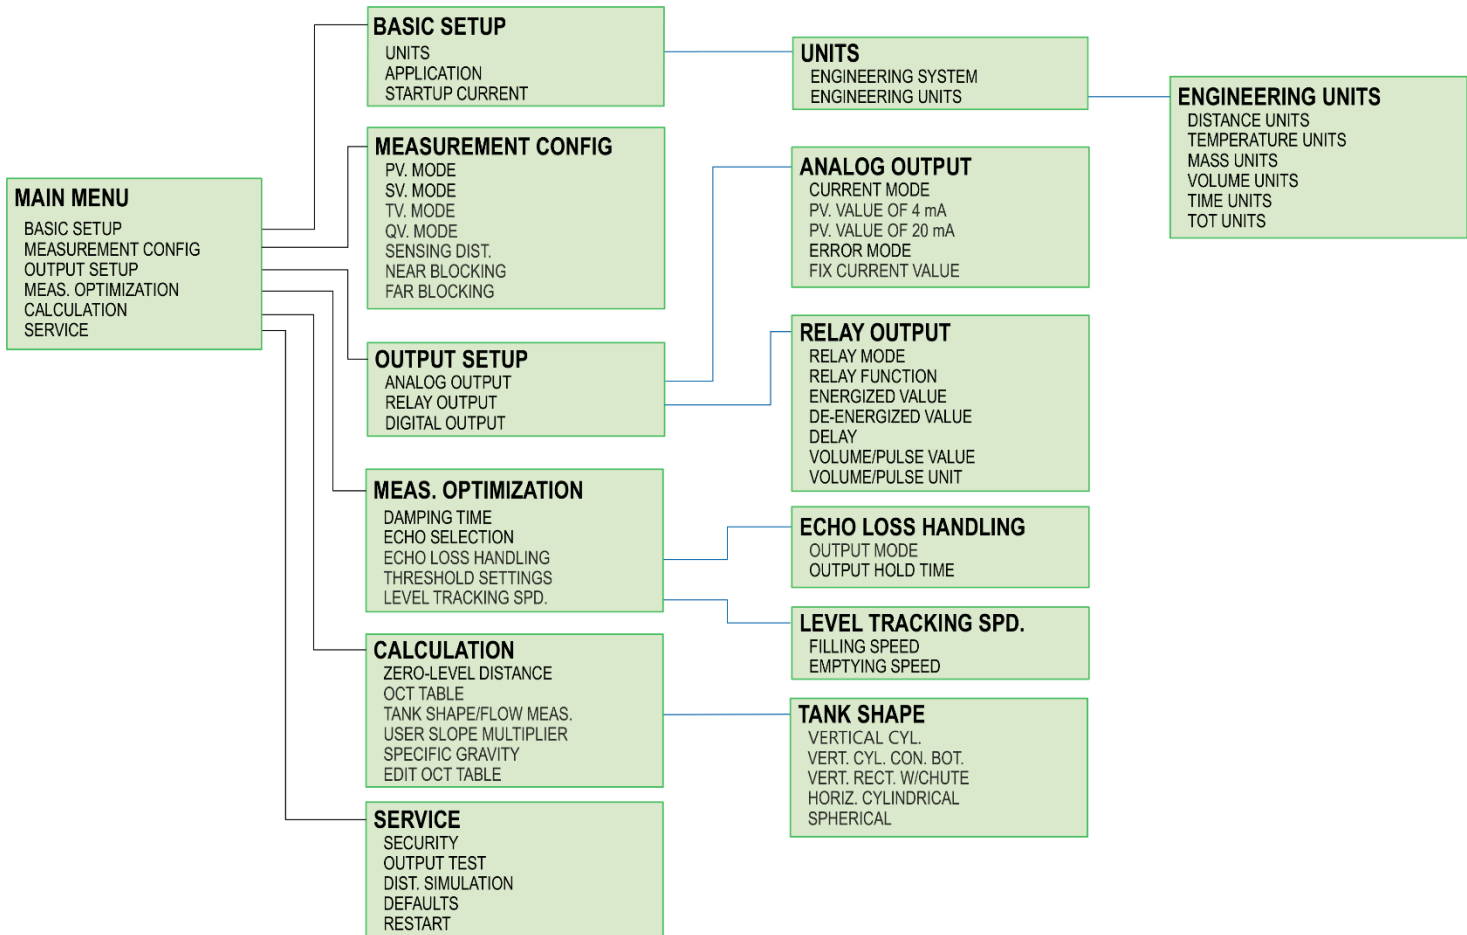 MAIN MENU
BASIC SETUP
MEASUREMENT CONFIG
OUTPUT SETUP
MEAS. OPTIMIZATION
CALCULATION
SERVICE
BASIC SETUP
UNITS
APPLICATION
STARTUP CURRENT
MEASUREMENT CONFIG
PV. MODE
SV. MODE
TV. MODE
QV. MODE
SENSING DIST.
NEAR BLOCKING
FAR BLOCKING
OUTPUT SETUP
ANALOG OUTPUT
RELAY OUTPUT
DIGITAL OUTPUT
MEAS. OPTIMIZATION
DAMPING TIME
ECHO SELECTION
ECHO LOSS HANDLING
THRESHOLD SETTINGS
LEVEL TRACKING SPD.
CALCULATION
ZERO-LEVEL DISTANCE
OCT TABLE
TANK SHAPE/FLOW MEAS.
USER SLOPE MULTIPLIER
SPECIFIC GRAVITY
EDIT OCT TABLE
SERVICE
SECURITY
OUTPUT TEST
DIST. SIMULATION
DEFAULTS
RESTART
UNITS
ENGINEERING SYSTEM
ENGINEERING UNITS
ANALOG OUTPUT
CURRENT MODE
PV. VALUE OF 4 mA
PV. VALUE OF 20 mA
ERROR MODE
FIX CURRENT VALUE
RELAY OUTPUT
RELAY MODE
RELAY FUNCTION
ENERGIZED VALUE
DE-ENERGIZED VALUE
DELAY
VOLUME/PULSE VALUE
VOLUME/PULSE UNIT
ECHO LOSS HANDLING
OUTPUT MODE
OUTPUT HOLD TIME
LEVEL TRACKING SPD.
FILLING SPEED
EMPTYING SPEED
TANK SHAPE
VERTICAL CYL.
VERT. CYL. CON. BOT.
VERT. RECT. W/CHUTE
HORIZ. CYLINDRICAL
SPHERICAL
ENGINEERING UNITS
DISTANCE UNITS
TEMPERATURE UNITS
MASS UNITS
VOLUME UNITS
TIME UNITS
TOT UNITS